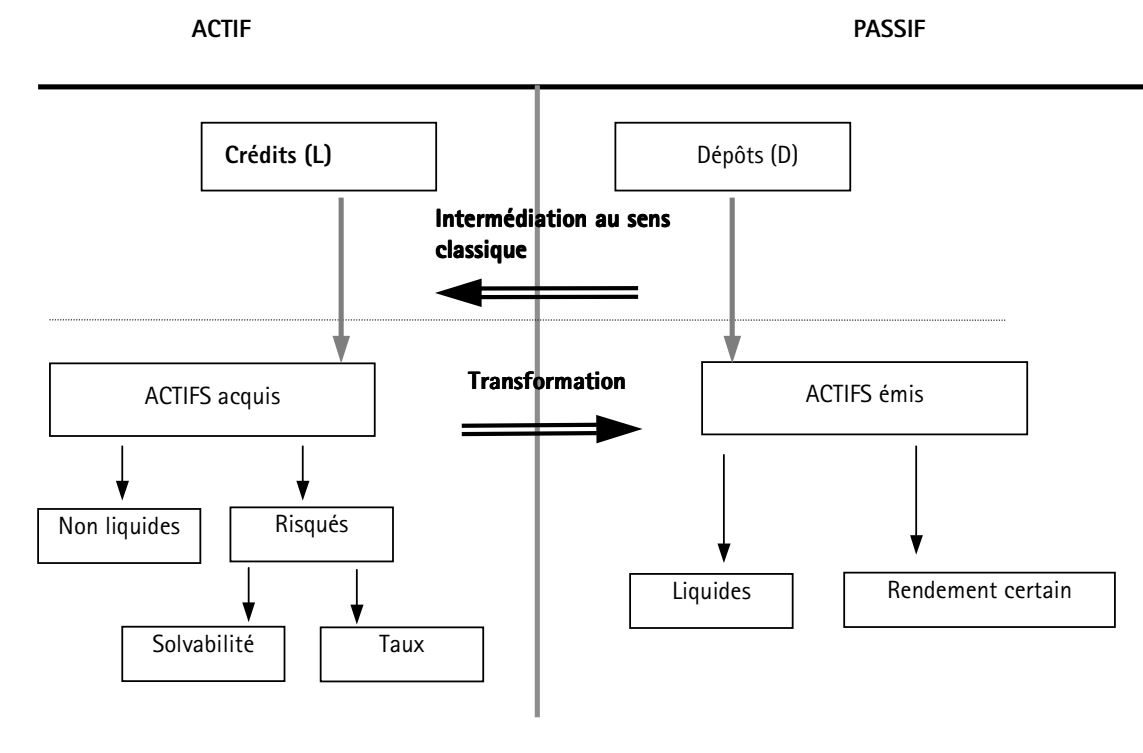 ACTIF
PASSIF
Crédits (L)
Dépôts (D)
Intermédiation au sens
classique
Transformation
ACTIFS acquis
ACTIFS émis
Non liquides
Risqués
Liquides
Rendement certain
Solvabilité
Taux